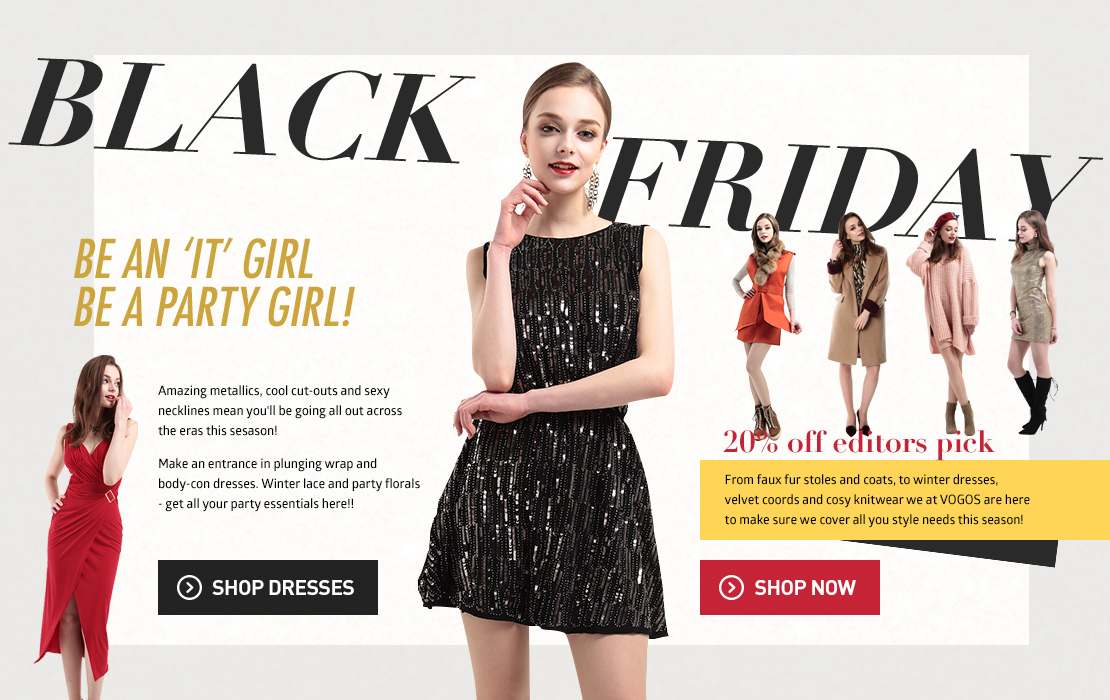 BLACK
FRIDAY
BE AN ‘IT’ GIRL
BE A PARTY GIRL!
Amazing metallics, cool cut-outs and sexy
necklines mean you'll be going all out across
the eras this sesason!
Make an entrance in plunging wrap and
body-con dresses. Winter lace and party florals
- get all your party essentials here!!
SHOP DRESSES
20% off editors pick
From faux fur stoles and coats, to winter dresses,
velvet coords and cosy knitwear we at VOGOS are here
to make sure we cover all you style needs this season!
SHOP NOW